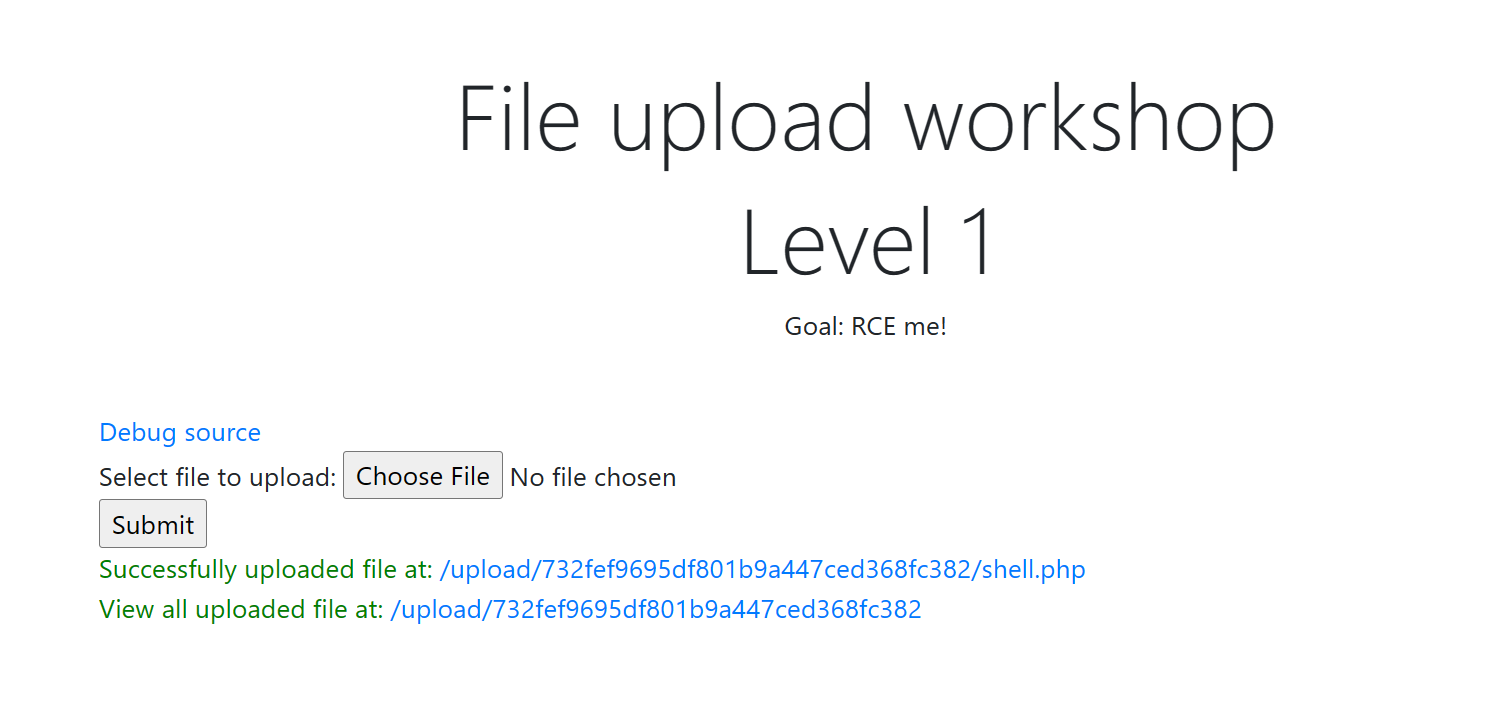 File upload workshop
Level 1
Goal: RCE me!
Debug source
Select file to upload: Choose File No file chosen
Submit
Successfully uploaded file at: /upload/732fef9695df801b9a447ced368fc382/shell.php
View all uploaded file at: /upload/732fef9695df801b9a447ced368fc382